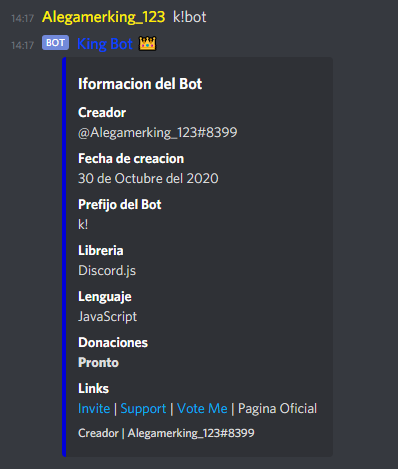 14:17 Alegamerking_123 k!bot
14:17 BOT King Bot 👑
Iformacion del Bot
Creador
@Alegamerking_123#8399
Fecha de creacion
30 de Octubre del 2020
Prefijo del Bot
k!
Libreria
Discord.js
Lenguaje
JavaScript
Donaciones
Pronto
Links
Invite | Support | Vote Me | Pagina Oficial
Creador | Alegamerking_123#8399